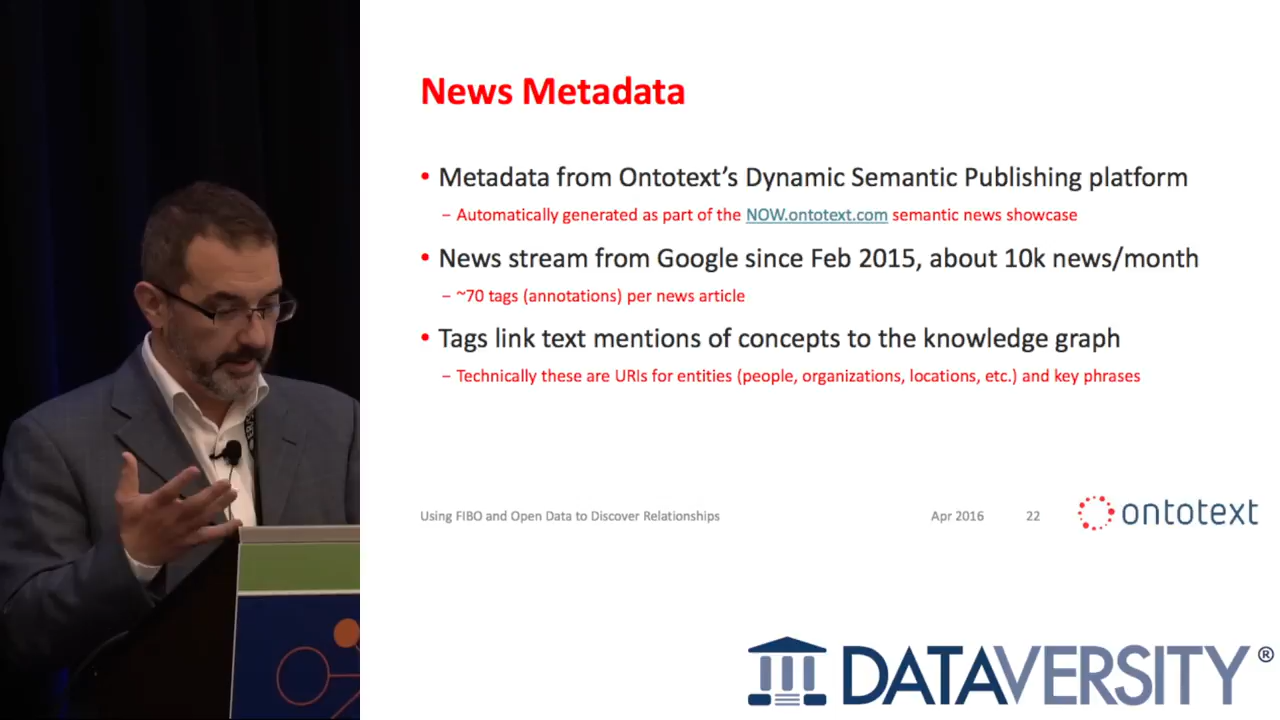 News Metadata
• Metadata from Ontotext's Dynamic Semantic Publishing platform
− Automatically generated as part of the NOW.ontotext.com semantic news showcase
• News stream from Google since Feb 2015, about 10k news/month
− ~70 tags (annotations) per news article
• Tags link text mentions of concepts to the knowledge graph
− Technically these are URIs for entities (people, organizations, locations, etc.) and key phrases
Using FIBO and Open Data to Discover Relationships
Apr 2016
22
ontotext
DATAVERSITY®